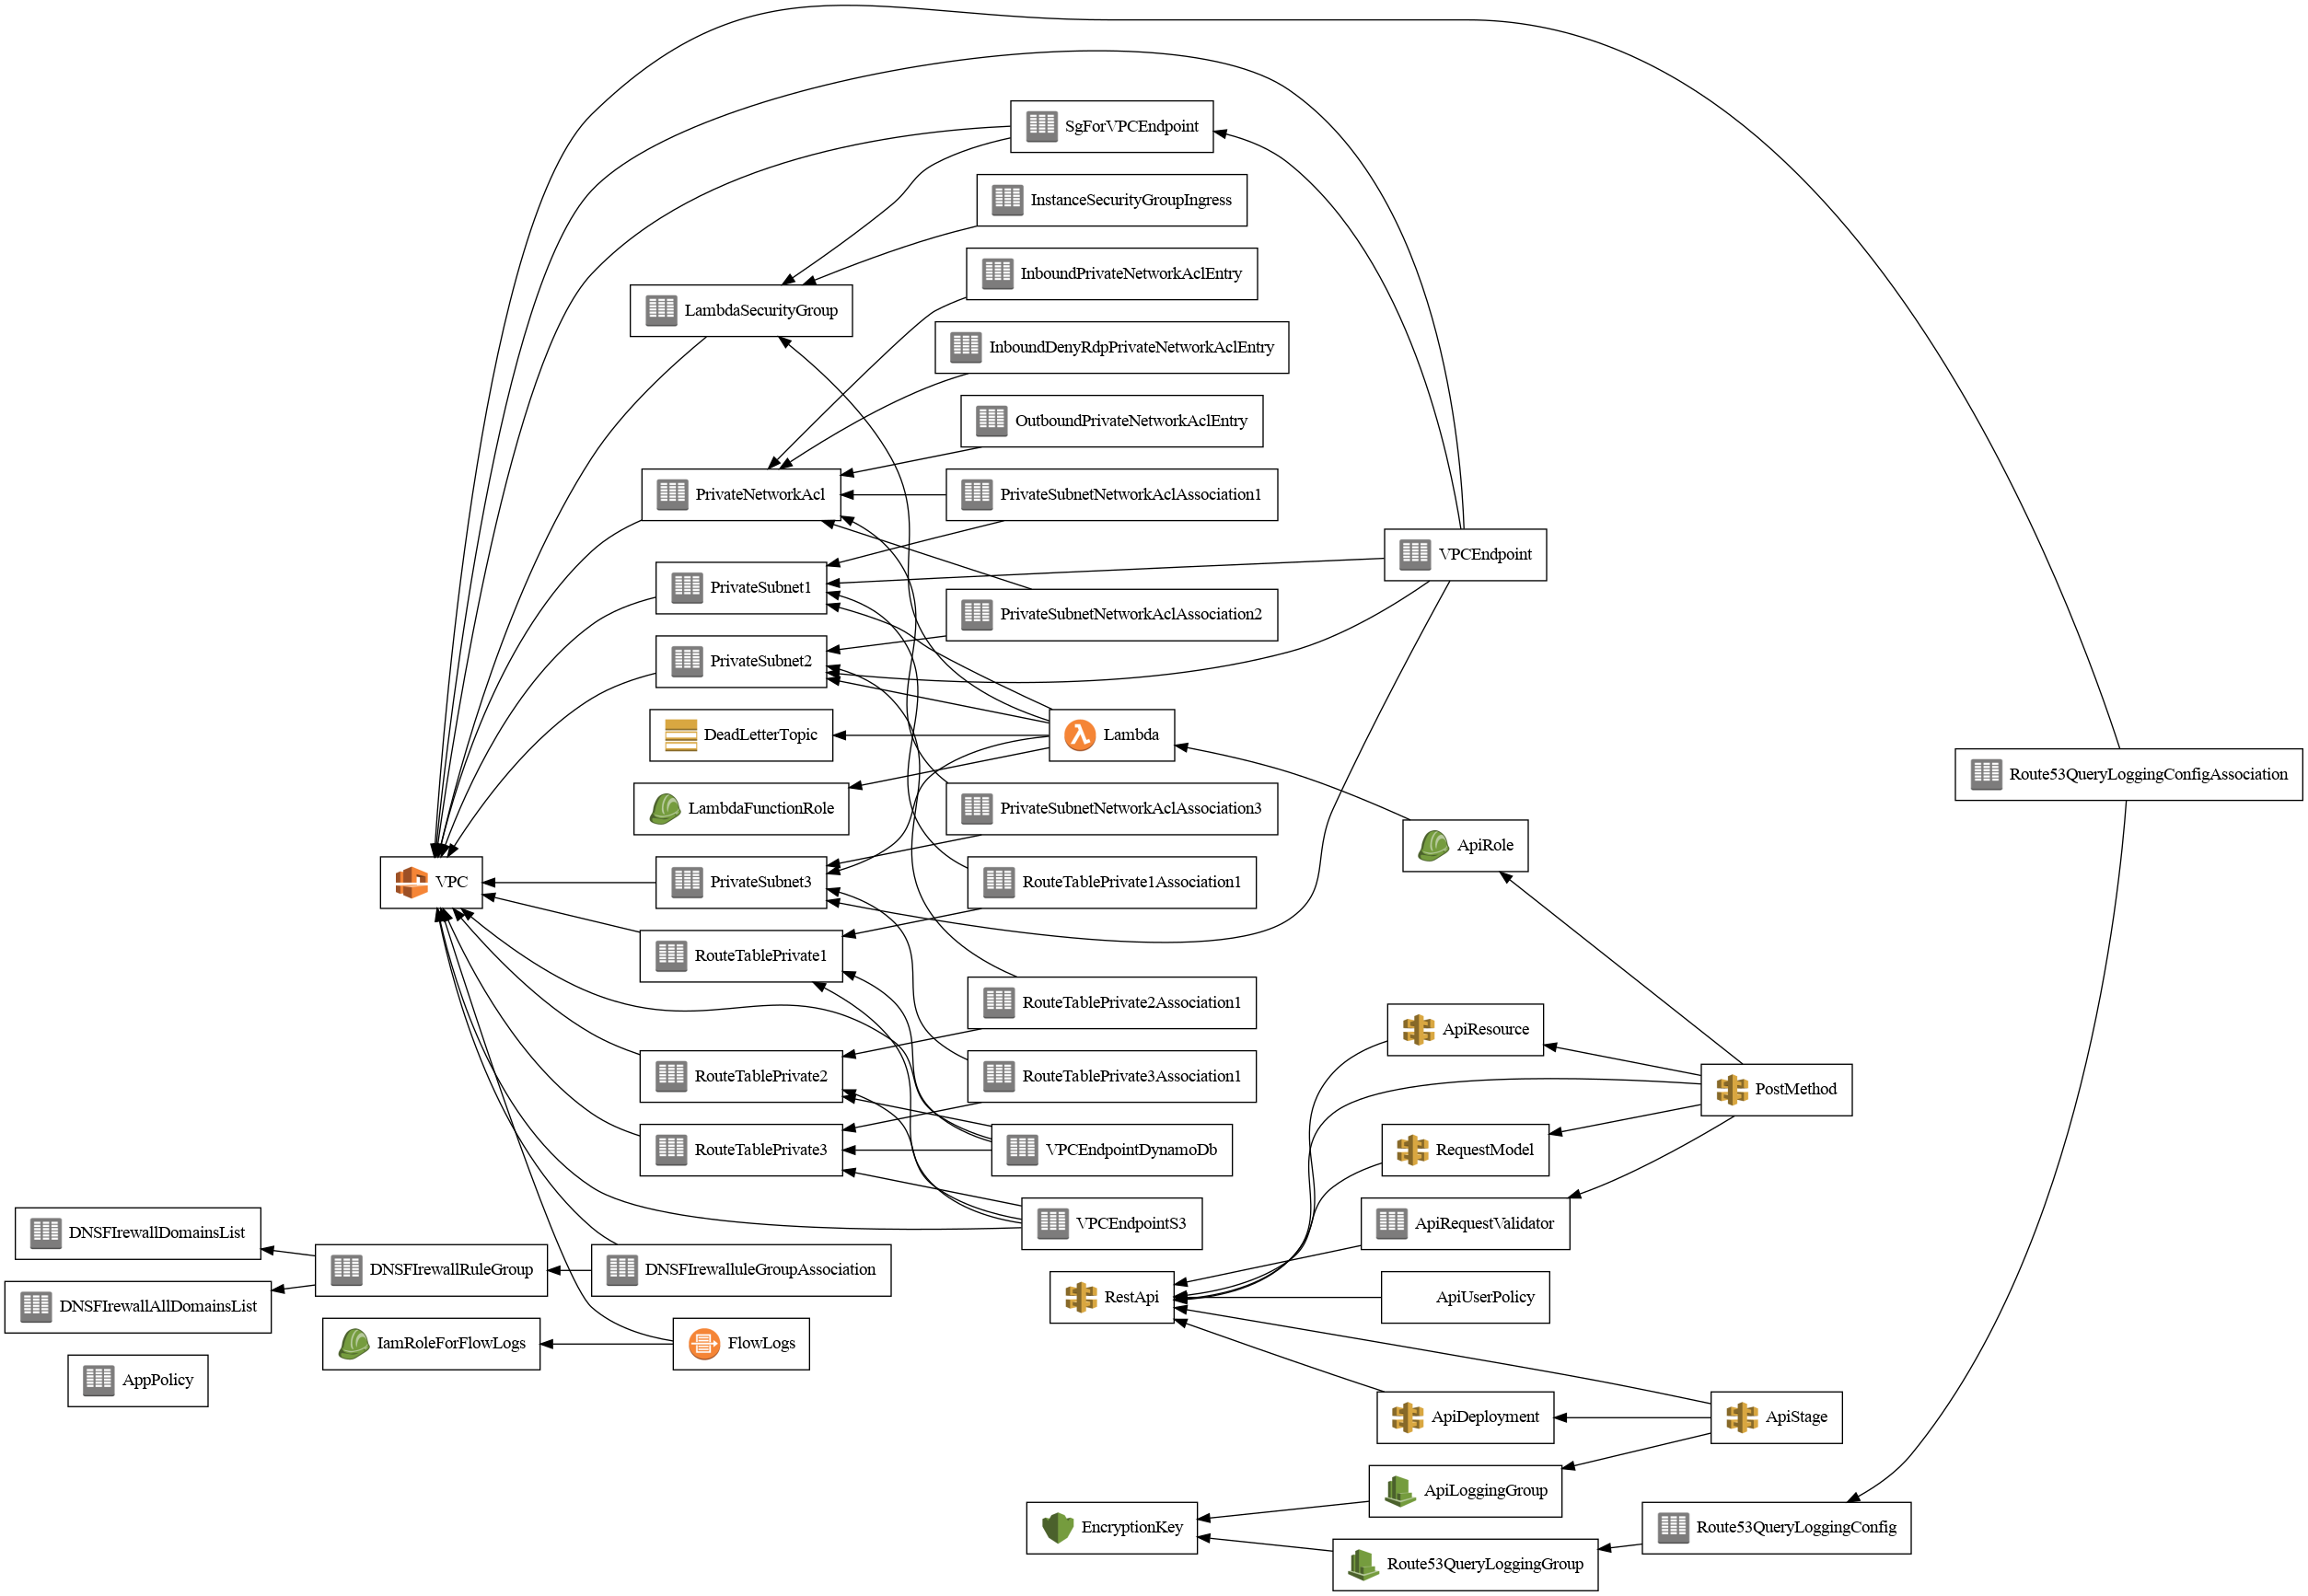 SgForVPCEndpoint
InstanceSecurityGroupIngress
InboundPrivateNetworkAclEntry
LambdaSecurityGroup
InboundDenyRdpPrivateNetworkAclEntry
OutboundPrivateNetworkAclEntry
PrivateNetworkAcl
PrivateSubnetNetworkAclAssociation1
VPCEndpoint
PrivateSubnet1
PrivateSubnetNetworkAclAssociation2
PrivateSubnet2
DeadLetterTopic
Lambda
Route53QueryLoggingConfigAssociation
LambdaFunctionRole
PrivateSubnetNetworkAclAssociation3
ApiRole
VPC
PrivateSubnet3
RouteTablePrivate1Association1
RouteTablePrivate1
RouteTablePrivate2Association1
ApiResource
RouteTablePrivate2
RouteTablePrivate3Association1
PostMethod
RouteTablePrivate3
VPCEndpointDynamoDb
RequestModel
DNSFIrewallDomainsList
VPCEndpointS3
ApiRequestValidator
DNSFIrewallRuleGroup
DNSFIrewalluleGroupAssociation
DNSFIrewallAllDomainsList
RestApi
ApiUserPolicy
IamRoleForFlowLogs
FlowLogs
AppPolicy
ApiDeployment
ApiStage
ApiLoggingGroup
EncryptionKey
Route53QueryLoggingConfig
Route53QueryLoggingGroup